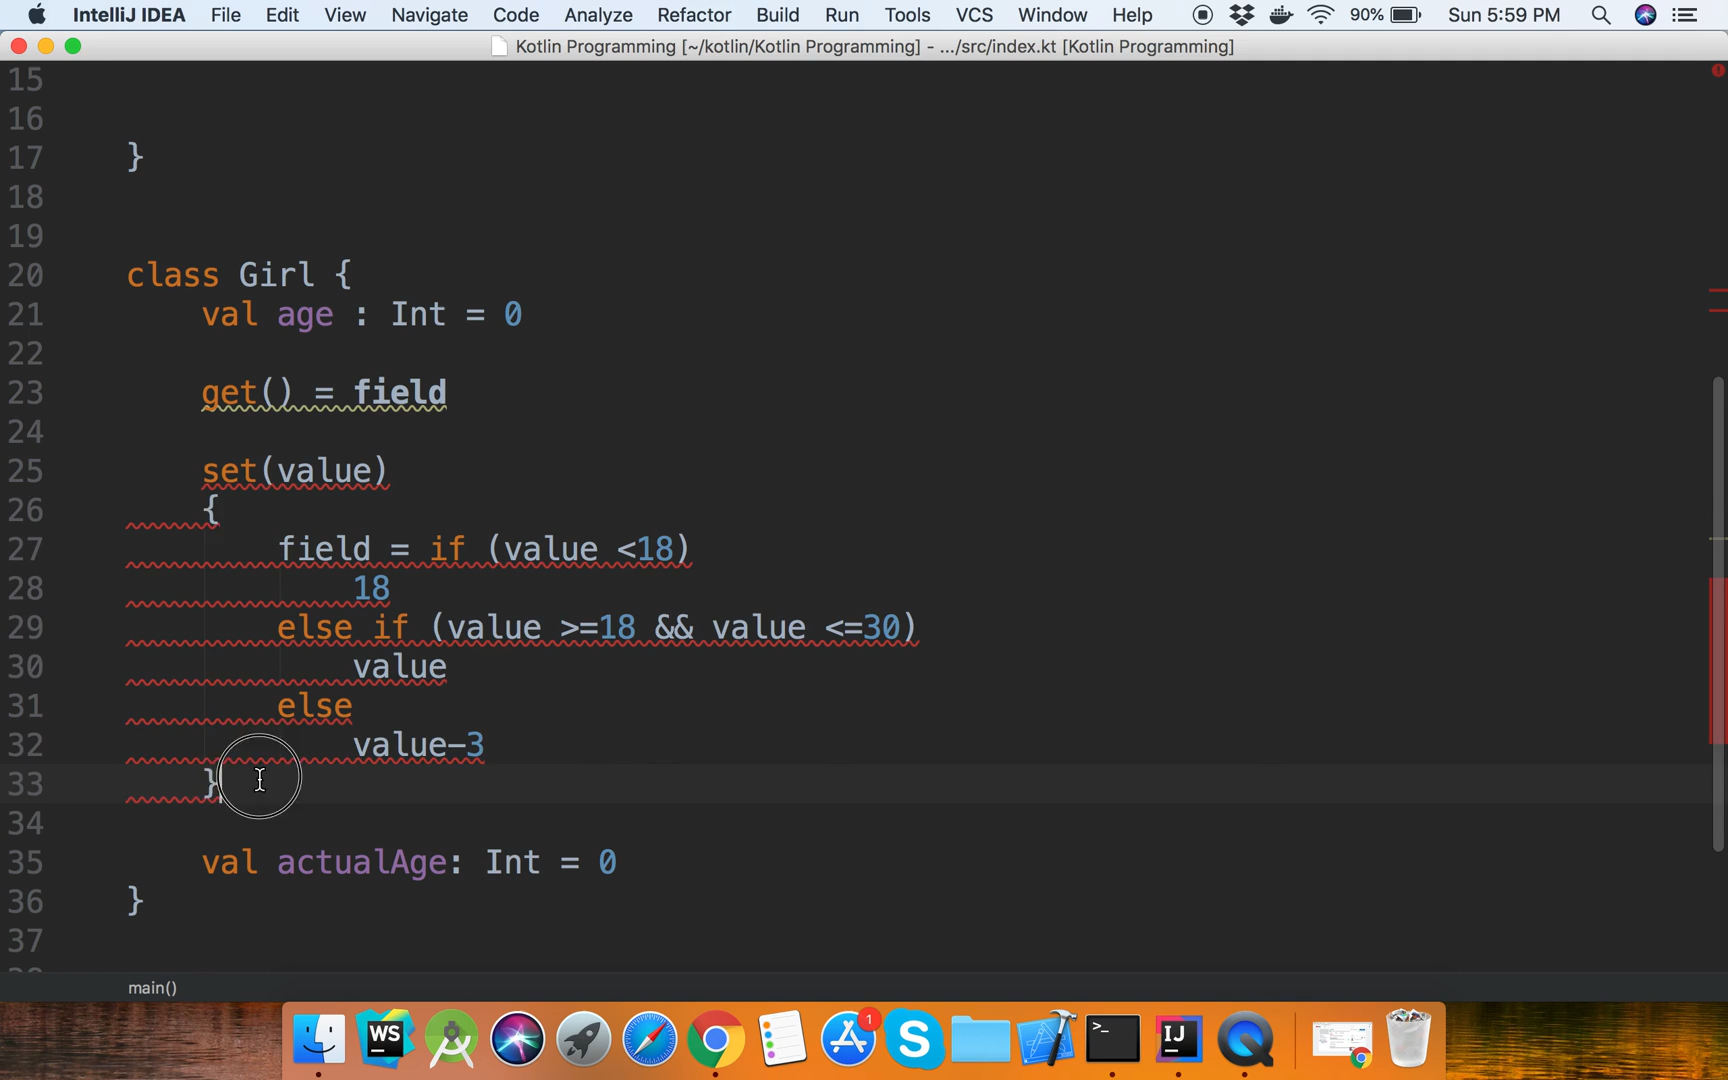 IntelliJ IDEA File Edit View Navigate Code Analyze Refactor Build Run Tools VCS Window Help 90% Sun 5:59 PM
Kotlin Programming [~/kotlin/Kotlin Programming] - .../src/index.kt [Kotlin Programming]
15
16
17 }
18
19
20 class Girl {
21 val age : Int = 0
22
23 get() = field
24
25 set(value)
26 {
27 field = if (value <18)
28 18
29 else if (value >=18 && value <=30)
30 value
31 else
32 value-3
33 }
34
35 val actualAge: Int = 0
36 }
37
main()
WS
1
S
>_
IJ